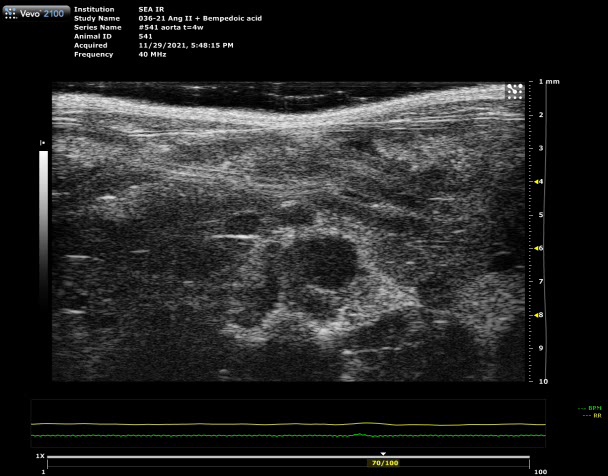 Vevo 2100
Institution SEA IR
Study Name 036-21 Ang II + Bempedoic acid
Series Name #541 aorta t=4w
Animal ID 541
Acquired 11/29/2021, 5:48:15 PM
Frequency 40 MHz
1 mm
2
3
4
5
6
7
8
9
10
BPM
RR
1X
70/100
1 100